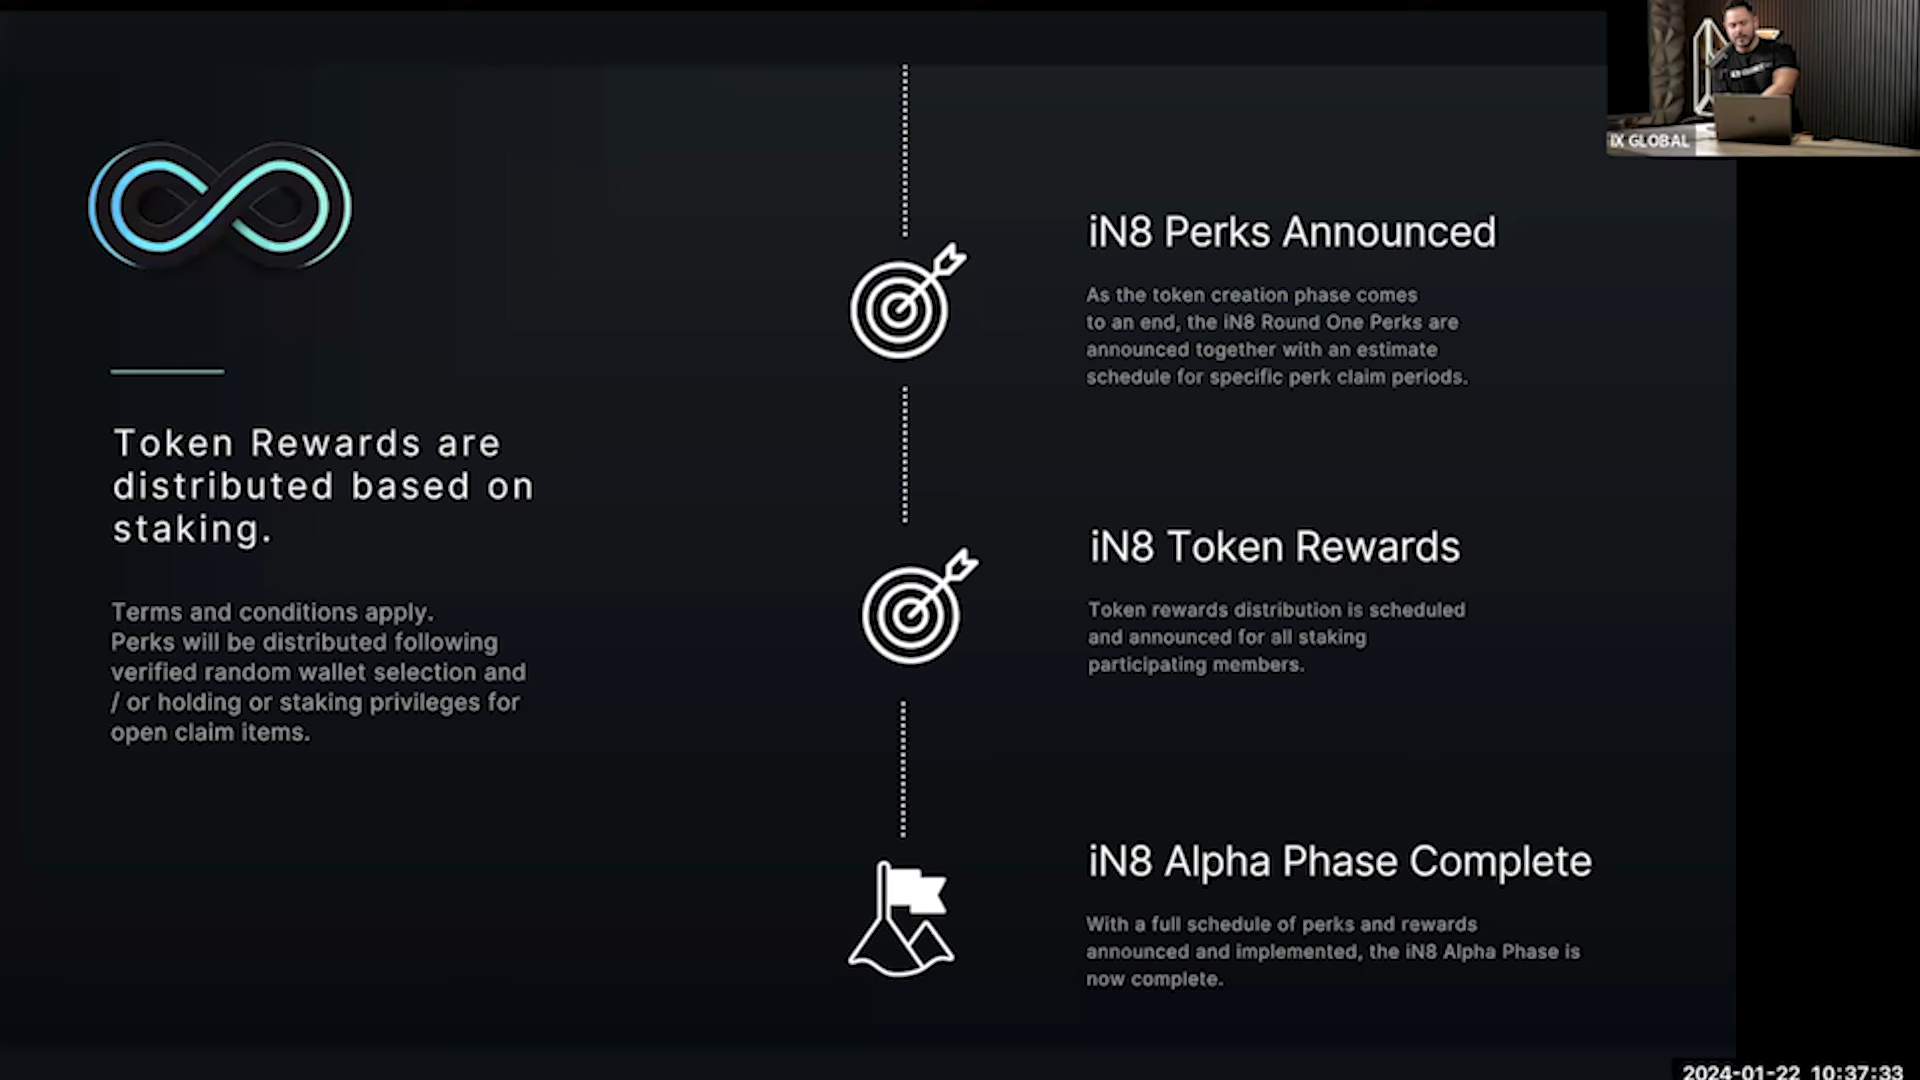 IX GLOBAL
Token Rewards are
distributed based on
staking.
Terms and conditions apply.
Perks will be distributed following
verified random wallet selection and
/ or holding or staking privileges for
open claim items.
iN8 Perks Announced
As the token creation phase comes
to an end, the iN8 Round One Perks are
announced together with an estimate
schedule for specific perk claim periods.
iN8 Token Rewards
Token rewards distribution is scheduled
and announced for all staking
participating members.
iN8 Alpha Phase Complete
With a full schedule of perks and rewards
announced and implemented, the iN8 Alpha Phase is
now complete.
2024-01-22 10:37:33